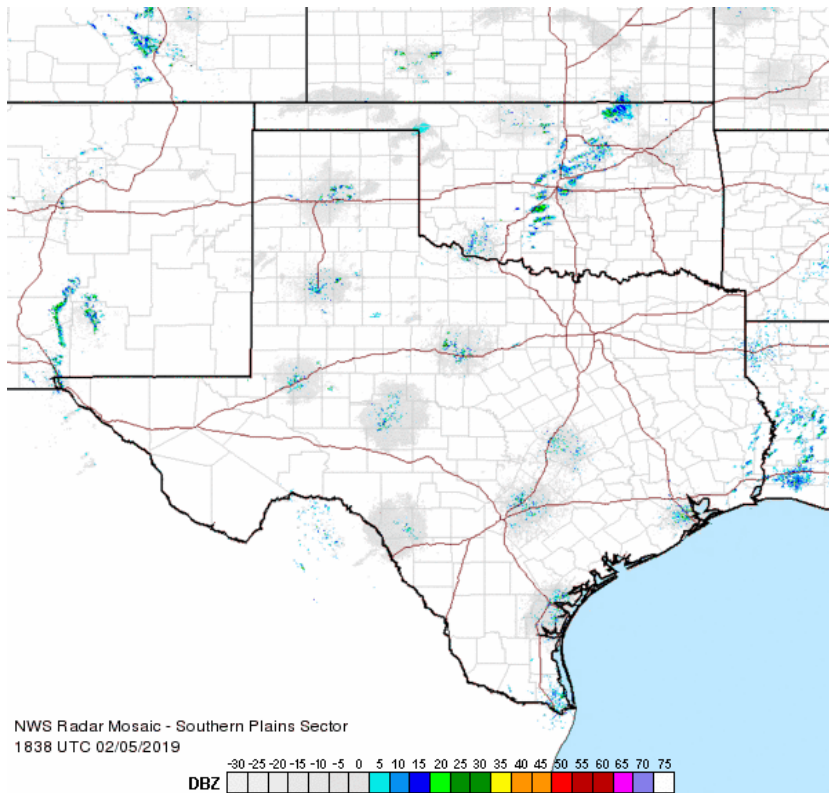 NWS Radar Mosaic - Southern Plains Sector
1838 UTC 02/05/2019
-30 -25 -20 -15 -10 -5 0 5 10 15 20 25 30 35 40 45 50 55 60 65 70 75
DBZ